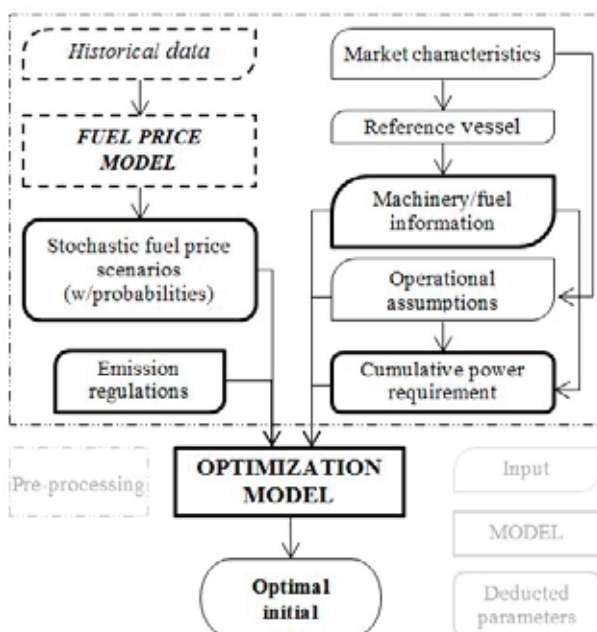 Historical data
FUEL PRICE
MODEL
Stochastic fuel price
scenarios
(w/probabilities)
Emission
regulations
Market characteristics
Reference vessel
Machinery/fuel
information
Operational
assumptions
Cumulative power
requirement
Pre-processing
OPTIMIZATION
MODEL
Optimal
initial
Input
MODEL
Deducted
parameters